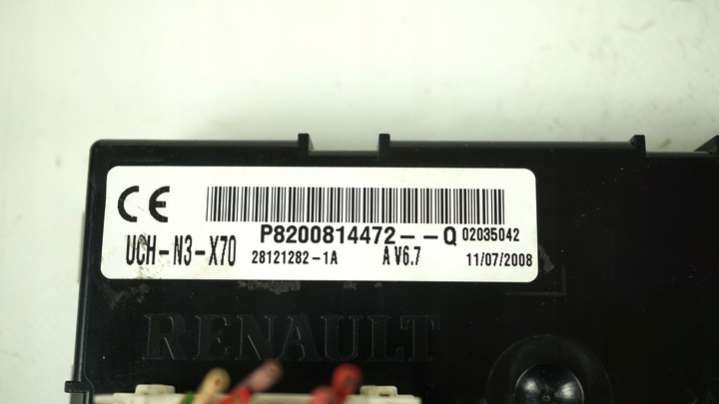 CE
P8200814472--Q 02035042
UCH-N3-X70 28121282-1A A V6.7 11/07/2008
RENAULT